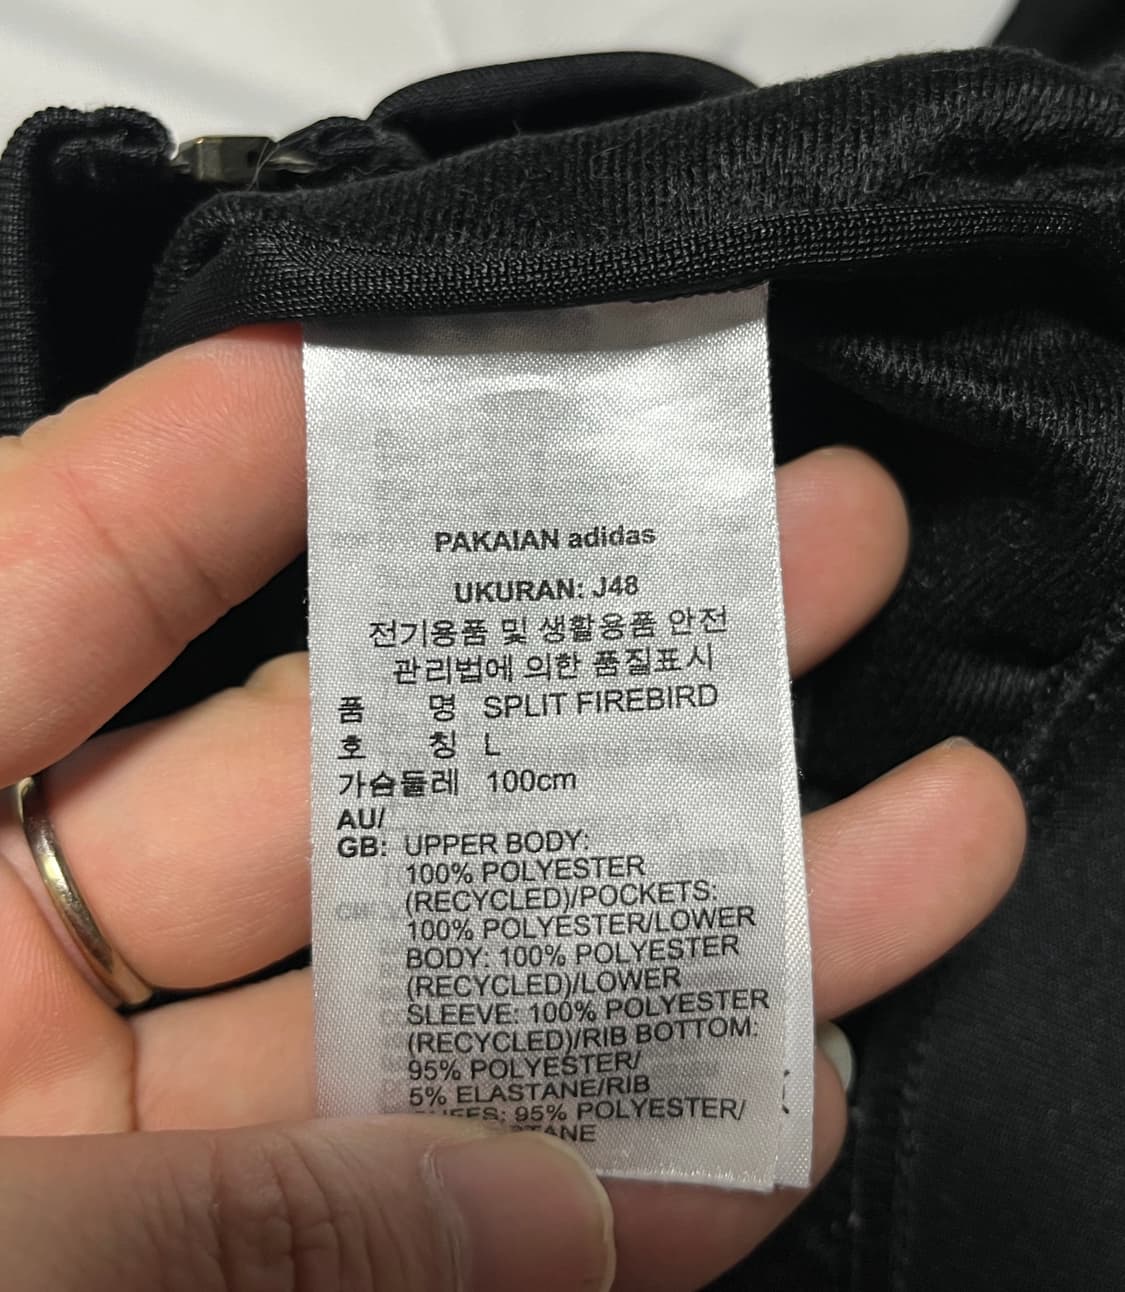 PAKAIAN adidas
UKURAN: J48
전기용품 및 생활용품 안전
관리법에 의한 품질표시
품 명 SPLIT FIREBIRD
호 칭 L
가슴둘레 100cm
AU/
GB: UPPER BODY:
100% POLYESTER
(RECYCLED)/POCKETS:
100% POLYESTER/LOWER
BODY: 100% POLYESTER
(RECYCLED)/LOWER
SLEEVE: 100% POLYESTER
(RECYCLED)/RIB BOTTOM:
95% POLYESTER/
5% ELASTANE/RIB
95% POLYESTER/